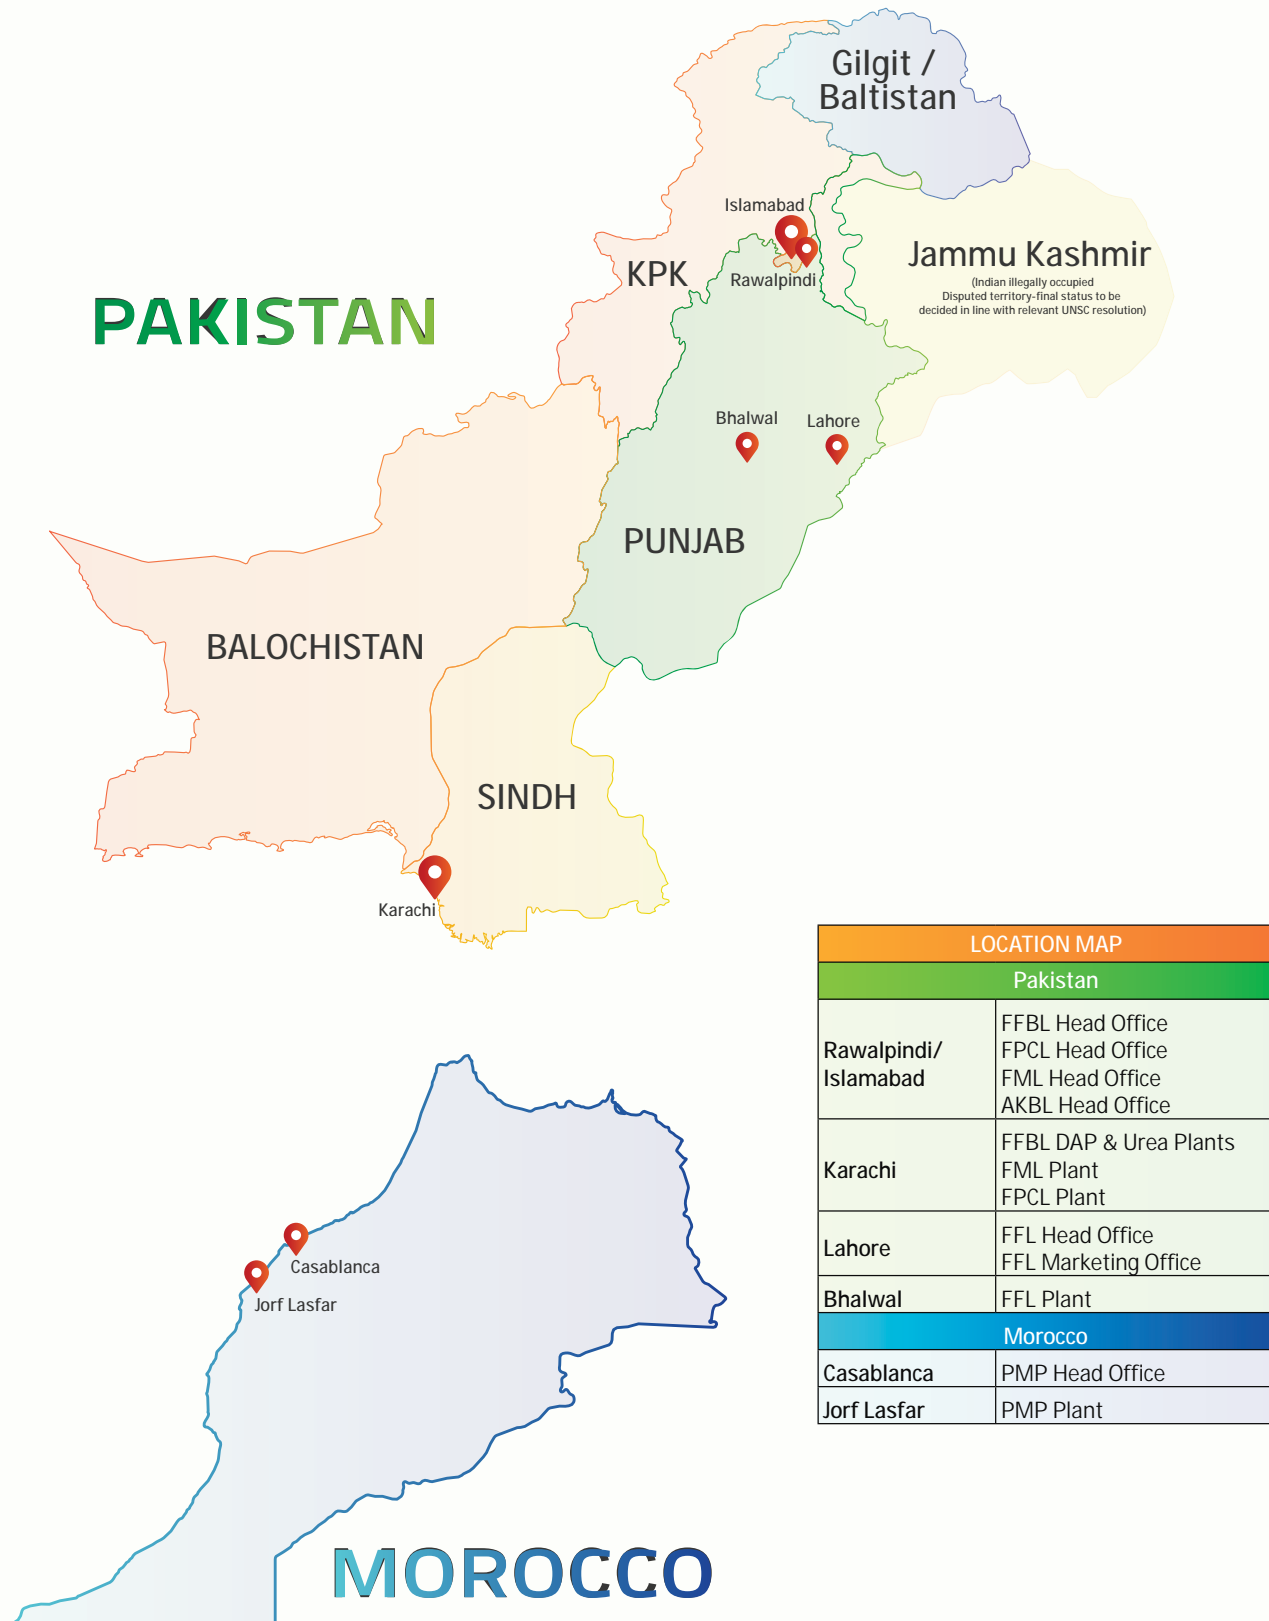 Gilgit /
Baltistan
Islamabad
Rawalpindi
KPK
Jammu Kashmir
(Indian illegally occupied
Disputed territory-final status to be
decided in line with relevant UNSC resolution)
PAKISTAN
Bhalwal
Lahore
PUNJAB
BALOCHISTAN
SINDH
Karachi
LOCATION MAP
Pakistan
Rawalpindi/
Islamabad
FFBL Head Office
FPCL Head Office
FML Head Office
AKBL Head Office
Karachi
FFBL DAP & Urea Plants
FML Plant
FPCL Plant
Lahore
FFL Head Office
FFL Marketing Office
Bhalwal
FFL Plant
Morocco
Casablanca
PMP Head Office
Jorf Lasfar
PMP Plant
Casablanca
Jorf Lasfar
MOROCCO